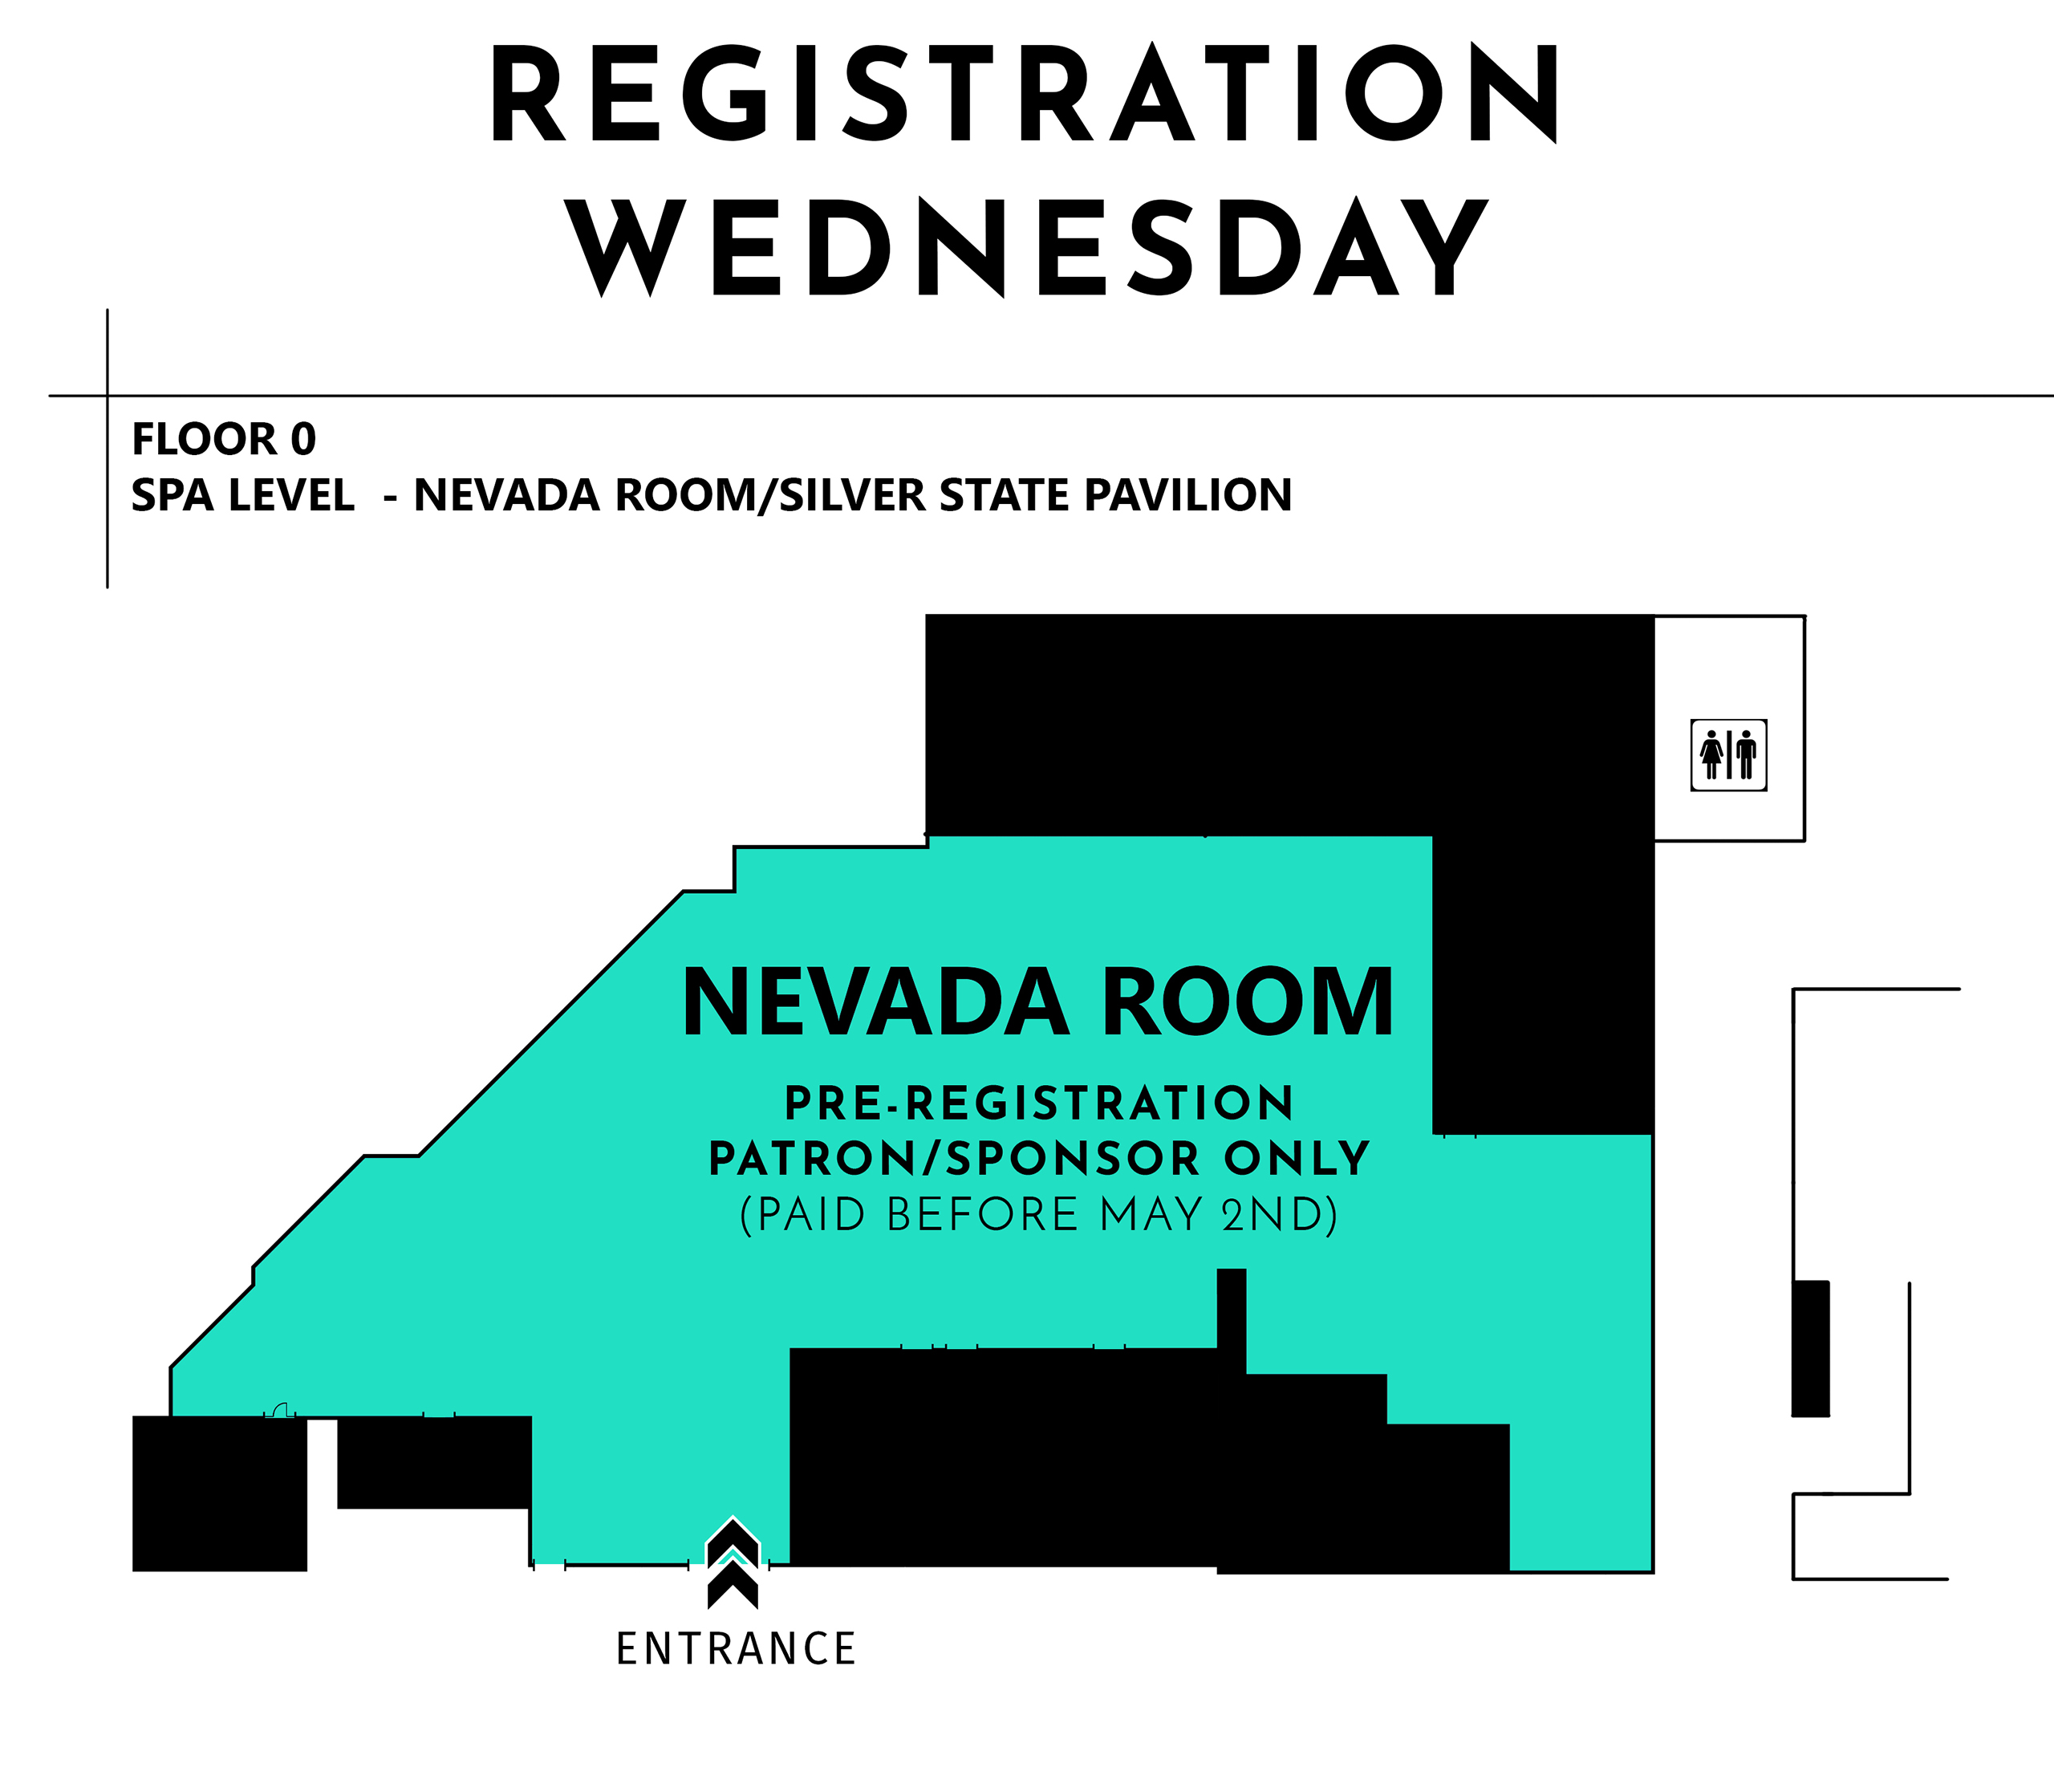 REGISTRATION
WEDNESDAY
FLOOR 0
SPA LEVEL - NEVADA ROOM/SILVER STATE PAVILION
NEVADA ROOM
PRE-REGISTRATION
PATRON/SPONSOR ONLY
(PAID BEFORE MAY 2ND)
ENTRANCE